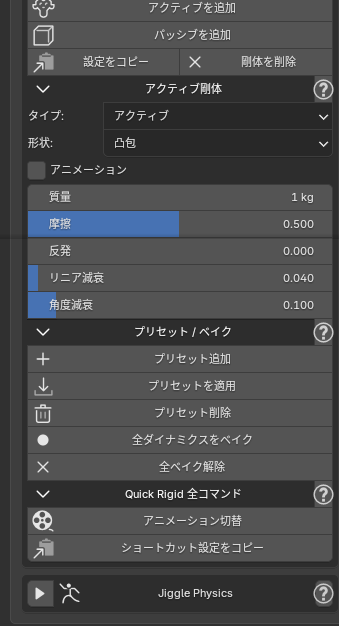 アクティブを追加
パッシブを追加
設定をコピー 剛体を削除
アクティブ剛体
タイプ: アクティブ
形状: 凸包
アニメーション
質量 1 kg
摩擦 0.500
反発 0.000
リニア減衰 0.040
角度減衰 0.100
プリセット / ベイク
プリセット追加
プリセットを適用
プリセット削除
全ダイナミクスをベイク
全ベイク解除
Quick Rigid 全コマンド
アニメーション切替
ショートカット設定をコピー
Jiggle Physics